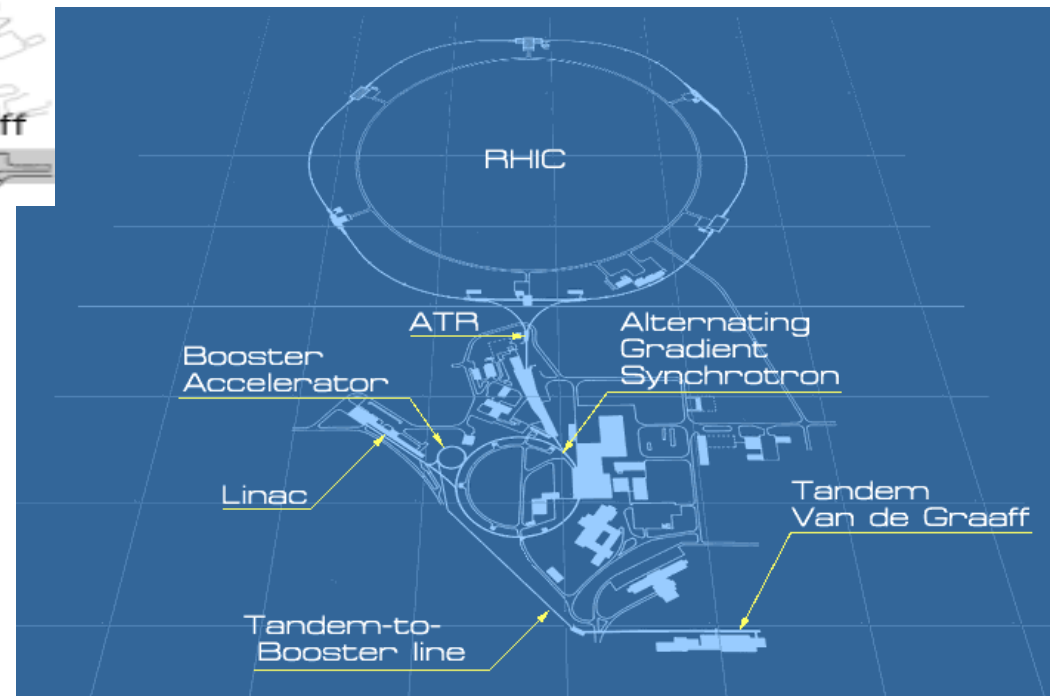 ff
RHIC
ATR
Alternating
Gradient
Synchrotron
Booster
Accelerator
Linac
Tandem
Van de Graaff
Tandem-to-
Booster line